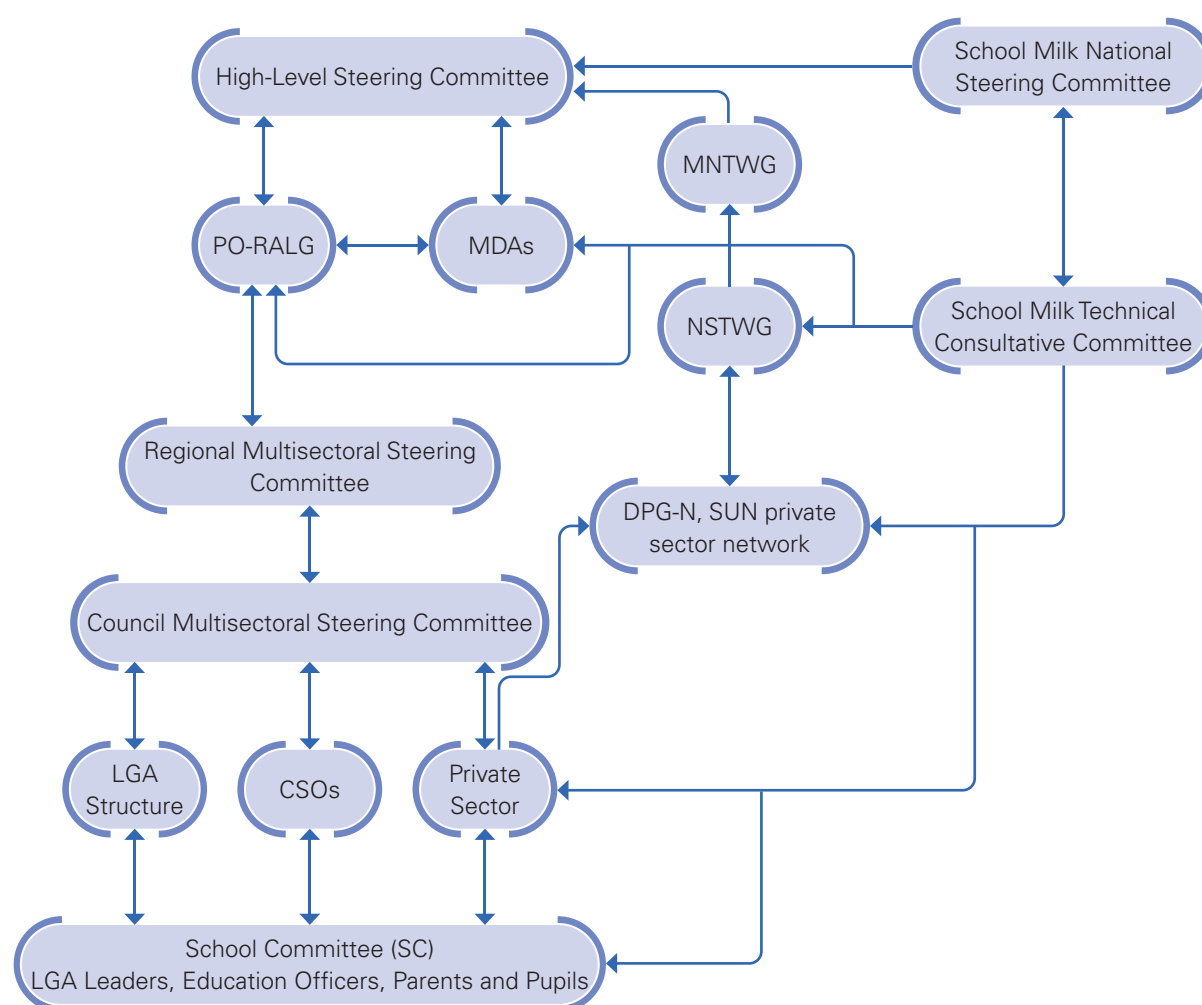 High-Level Steering Committee
School Milk National
Steering Committee
MNTWG
PO-RALG
MDAs
NSTWG
School Milk Technical
Consultative Committee
Regional Multisectoral Steering
Committee
DPG-N, SUN private
sector network
Council Multisectoral Steering Committee
LGA
Structure
CSOs
Private
Sector
School Committee (SC)
LGA Leaders, Education Officers, Parents and Pupils